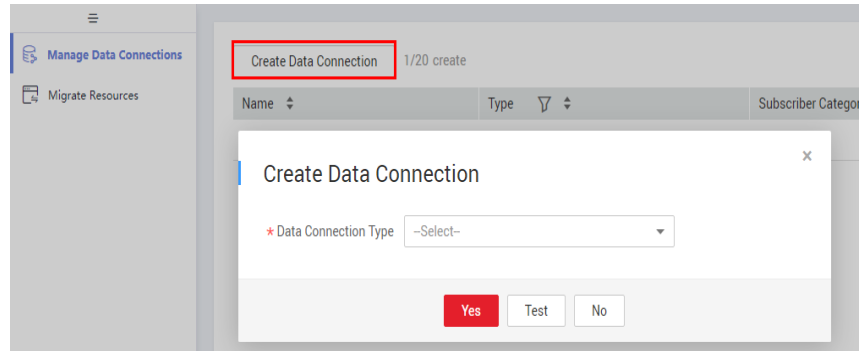 Manage Data Connections
Migrate Resources
Create Data Connection 1/20 create
Name Type Subscriber Categor
Create Data Connection
* Data Connection Type --Select--
Yes Test No